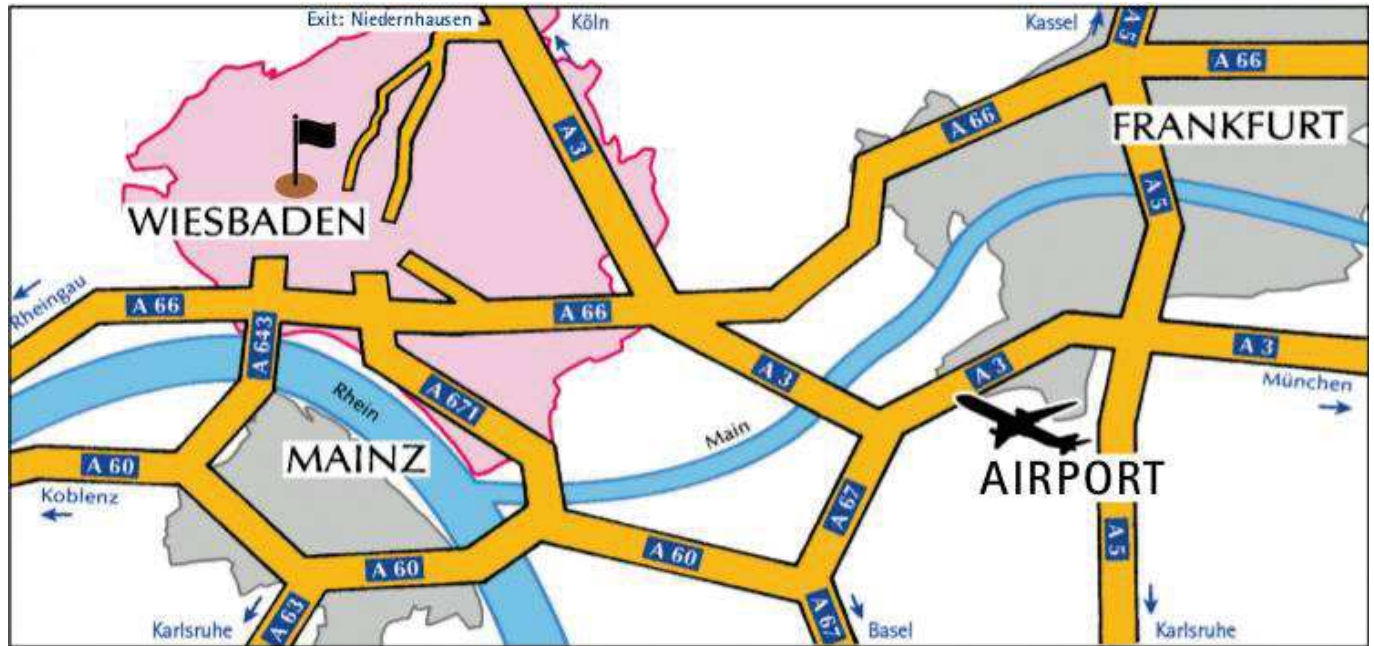 Exit: Niedernhausen
Köln
Kassel
A 5
A 66
A 3
A 66
FRANKFURT
WIESBADEN
A 5
Rheingau
A 66
A 66
A 643
A 3
A 3
A 3
München
Rhein
A 671
Main
MAINZ
A 60
Koblenz
AIRPORT
A 67
A 60
A 60
A 5
Karlsruhe
A 63
A 67
Basel
Karlsruhe